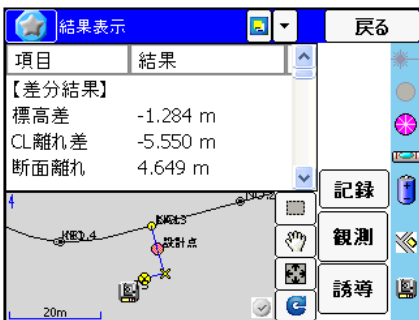 結果表示
戻る
項目 結果
【差分結果】
標高差 -1.284 m
CL離れ差 -5.550 m
断面離れ 4.649 m
記録
観測
誘導
4
設計点
20m